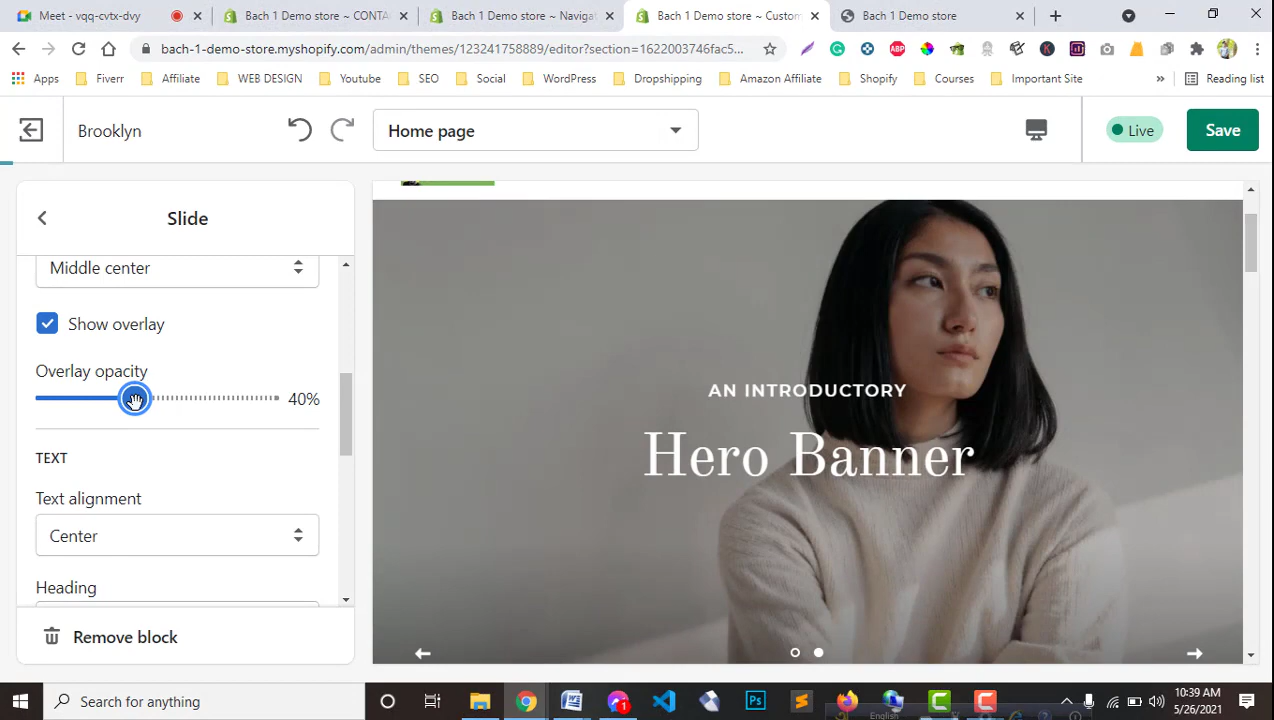 Meet - vqq-cvtx-dvy
Bach 1 Demo store ~ CONTA
Bach 1 Demo store ~ Navigat
Bach 1 Demo store ~ Custom
Bach 1 Demo store
bach-1-demo-store.myshopify.com/admin/themes/123241758889/editor?section=1622003746fac5...
Apps
Fiverr
Affiliate
WEB DESIGN
Youtube
SEO
Social
WordPress
Dropshipping
Amazon Affiliate
Shopify
Courses
Important Site
»
Reading list
Brooklyn
Home page
Live
Save
Slide
Middle center
Show overlay
Overlay opacity
40%
TEXT
Text alignment
Center
Heading
Remove block
AN INTRODUCTORY
Hero Banner
Search for anything
English
10:39 AM
5/26/2021